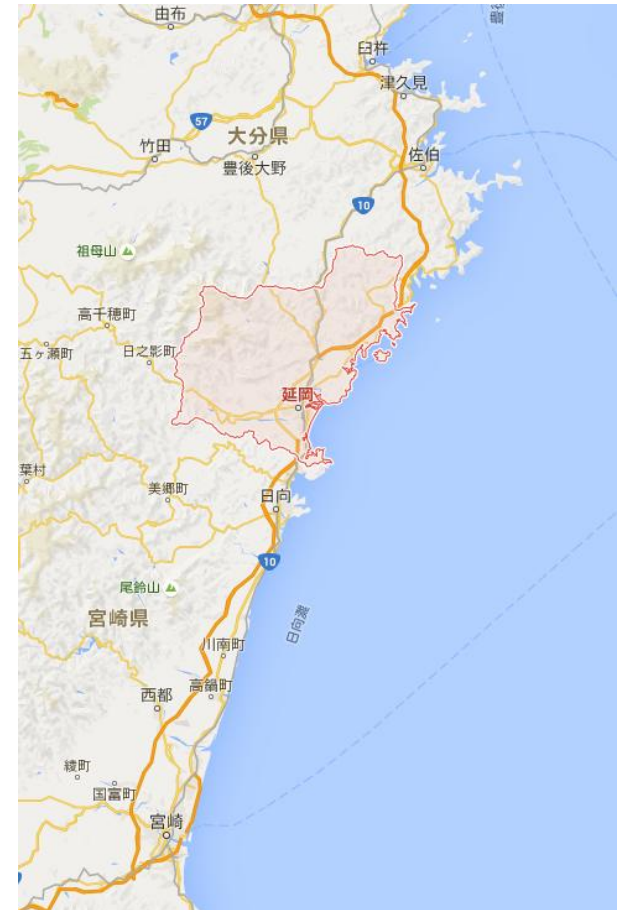 由布
臼杵
津久見
57
大分県
竹田
豊後大野
佐伯
10
祖母山
高千穂町
五ヶ瀬町
日之影町
延岡
葉村
美郷町
日向
10
尾鈴山
宮崎県
日向灘
川南町
高鍋町
西都
綾町
国富町
宮崎